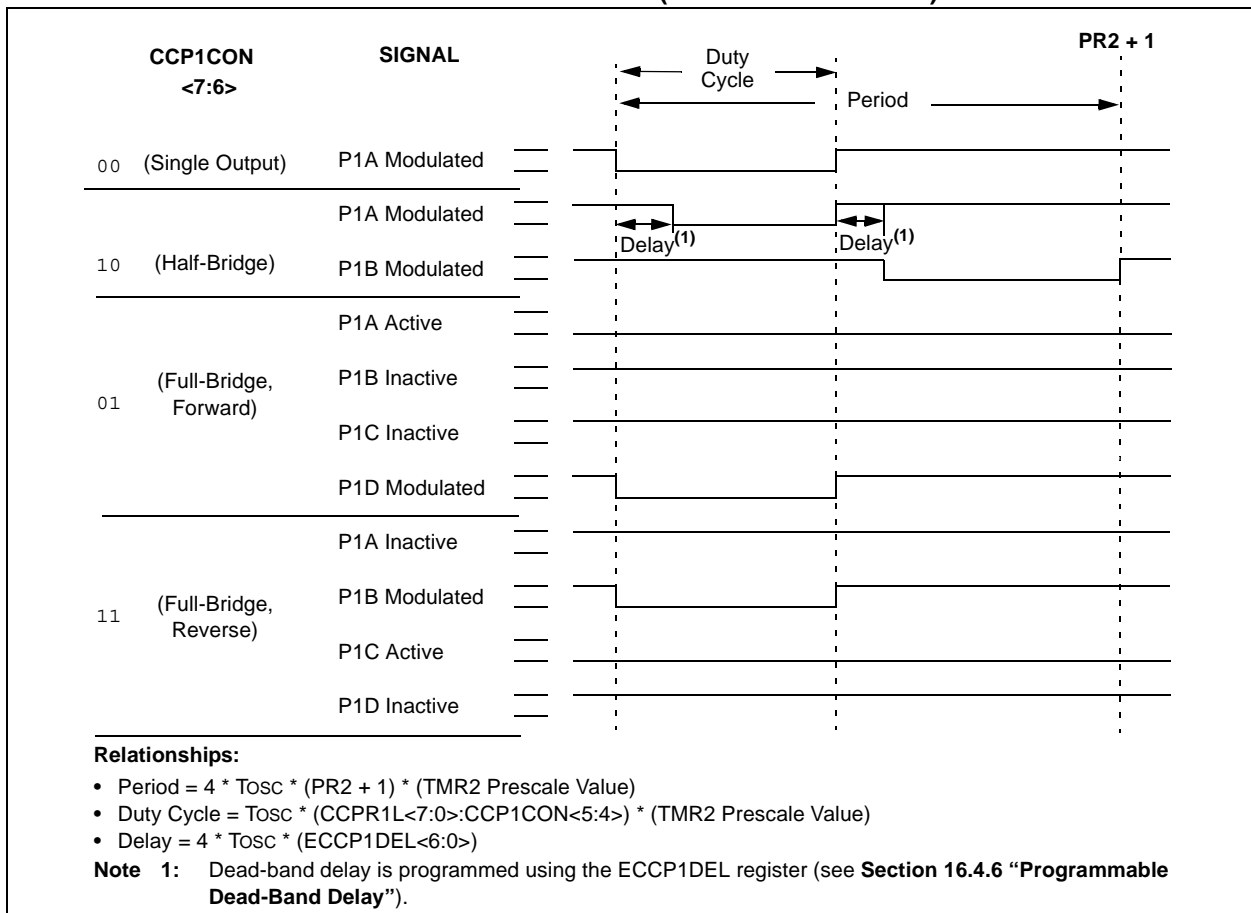 CCP1CON
<7:6>
SIGNAL
PR2 + 1
Duty
Cycle
Period
00 (Single Output) P1A Modulated
P1A Modulated
Delay(1) Delay(1)
10 (Half-Bridge) P1B Modulated
P1A Active
01 (Full-Bridge,
Forward)
P1B Inactive
P1C Inactive
P1D Modulated
P1A Inactive
11 (Full-Bridge,
Reverse)
P1B Modulated
P1C Active
P1D Inactive
Relationships:
• Period = 4 * TOSC * (PR2 + 1) * (TMR2 Prescale Value)
• Duty Cycle = TOSC * (CCPR1L<7:0>:CCP1CON<5:4>) * (TMR2 Prescale Value)
• Delay = 4 * TOSC * (ECCP1DEL<6:0>)
Note 1: Dead-band delay is programmed using the ECCP1DEL register (see Section 16.4.6 “Programmable
Dead-Band Delay”).